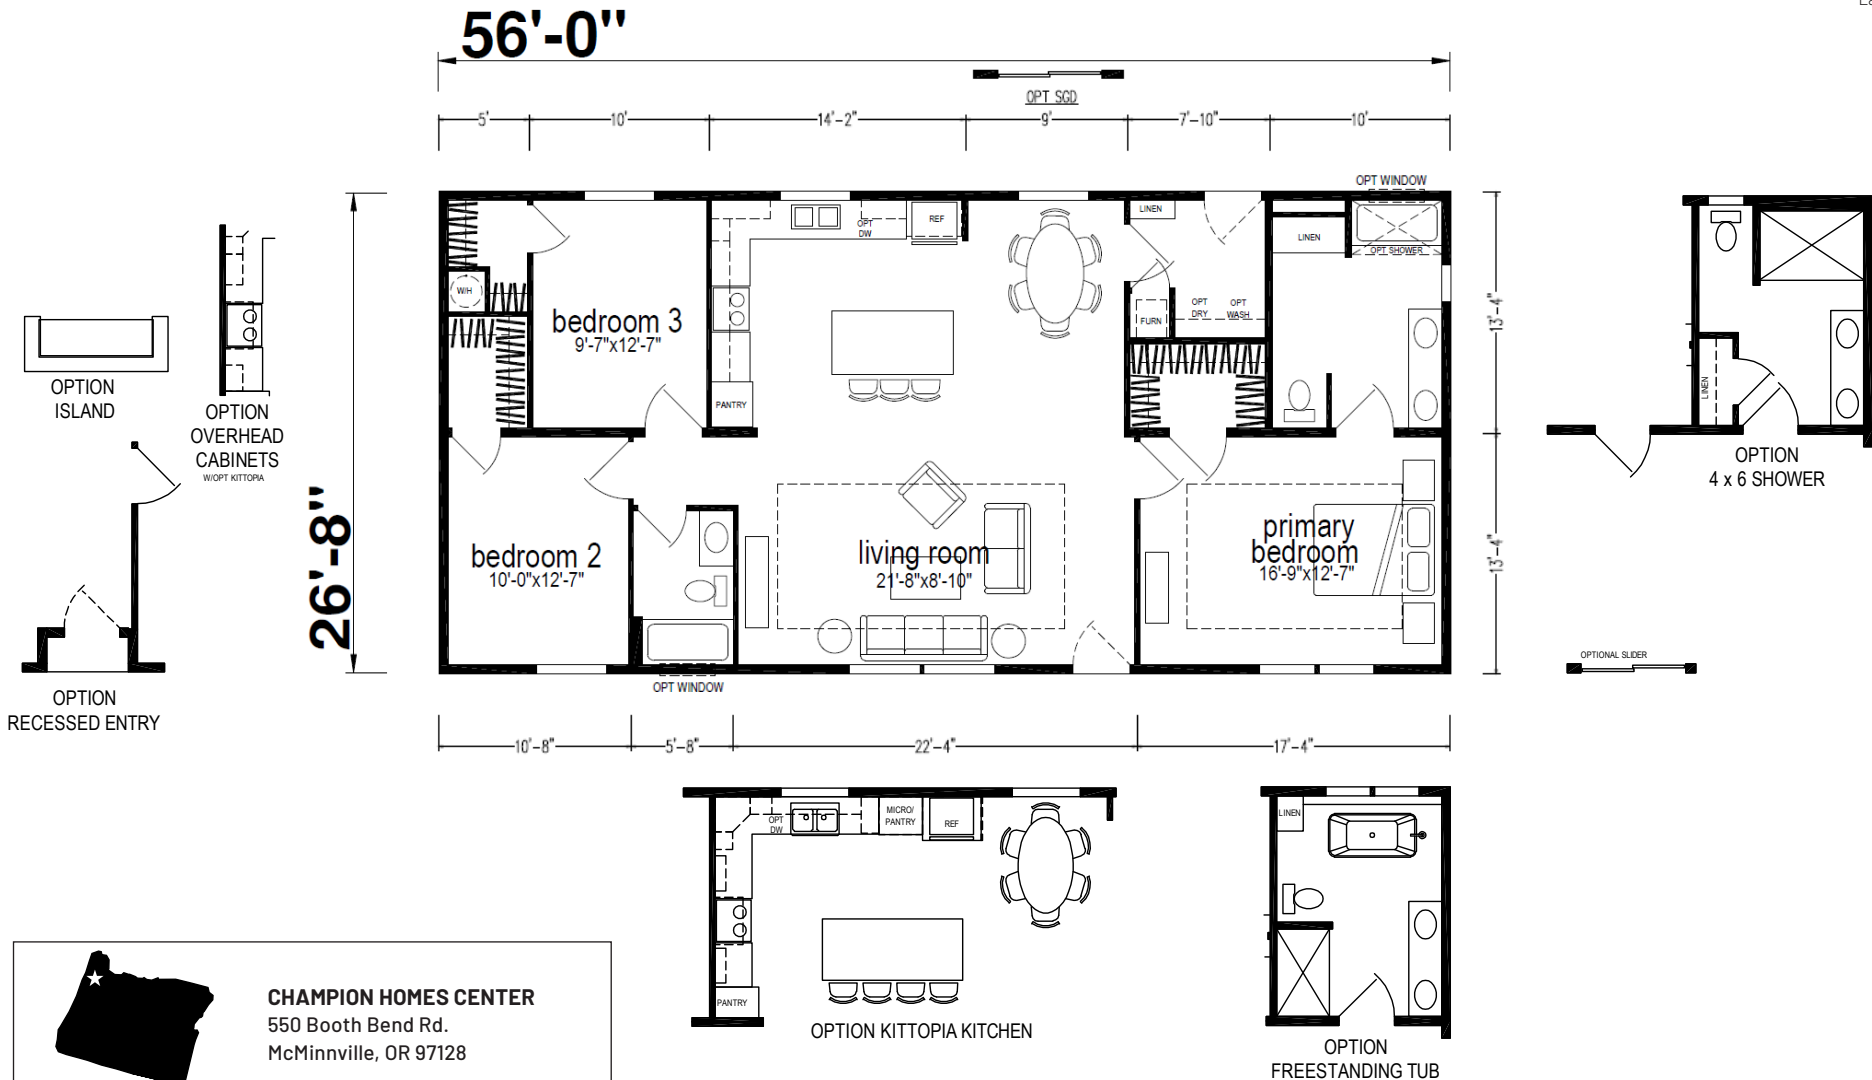 56'-0"
OPT SGD
5'
10'
14'-2"
9'
7'-10"
10'
OPT WINDOW
LINEN
LINEN
OPT SHOWER
OPT
DW
REF
W/H
bedroom 3
9'-7"x12'-7"
OPT
DRY
OPT
WASH
FURN
PANTRY
13'-4"
13'-4"
26'-8"
bedroom 2
10'-0"x12'-7"
living room
21'-8"x8'-10"
primary
bedroom
16'-9"x12'-7"
OPT WINDOW
10'-8"
5'-8"
22'-4"
17'-4"
OPTION
ISLAND
OPTION
OVERHEAD
CABINETS
W/OPT KITTOPIA
OPTION
RECESSED ENTRY
LINEN
OPTION
4 x 6 SHOWER
OPTIONAL SLIDER
OPT
DW
MICRO/
PANTRY
REF
PANTRY
OPTION KITTOPIA KITCHEN
LINEN
OPTION
FREESTANDING TUB
CHAMPION HOMES CENTER
550 Booth Bend Rd.
McMinnville, OR 97128